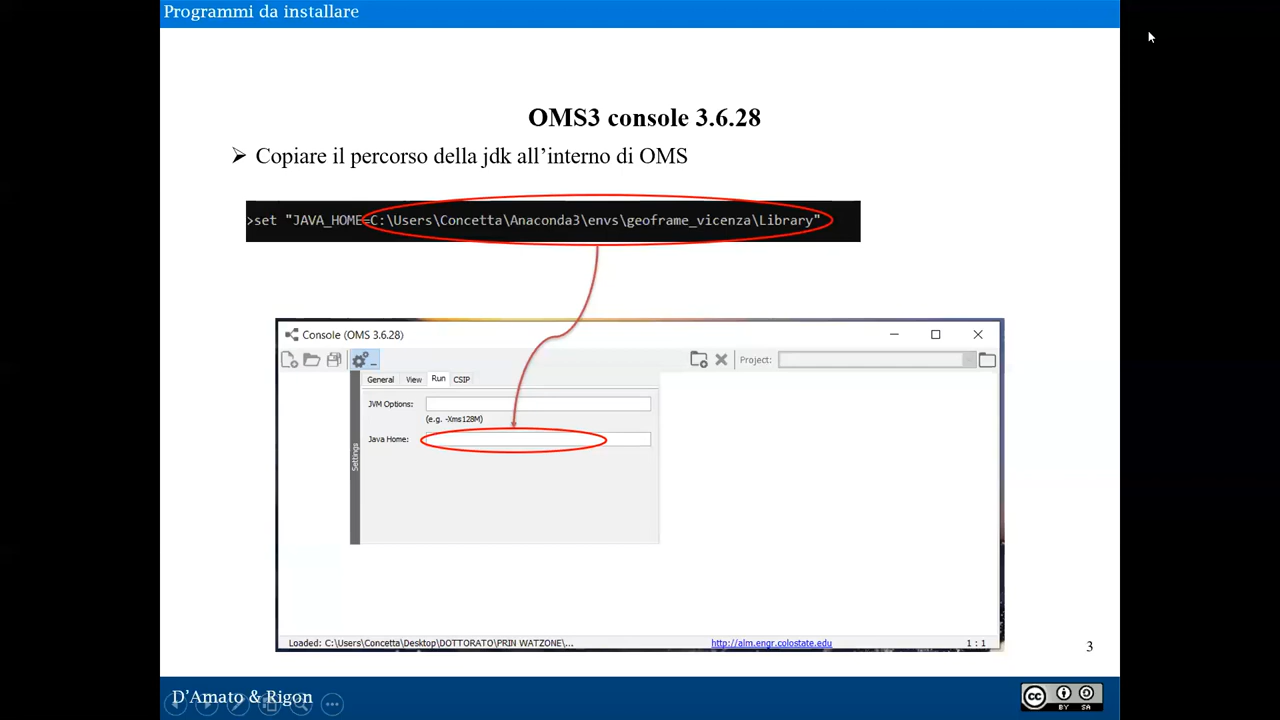 Programmi da installare
OMS3 console 3.6.28
Copiare il percorso della jdk all’interno di OMS
>set "JAVA_HOME=C:\Users\Concetta\Anaconda3\envs\geoframe_vicenza\Library"
Console (OMS 3.6.28)
Project:
General View Run CSIP
JVM Options:
(e.g. -Xms128M)
Java Home:
Settings
Loaded: C:\Users\Concetta\Desktop\DOTTORATO\PRIN WATZONE\... http://alm.engr.colostate.edu 1 : 1
3
D’Amato & Rigon
cc BY SA